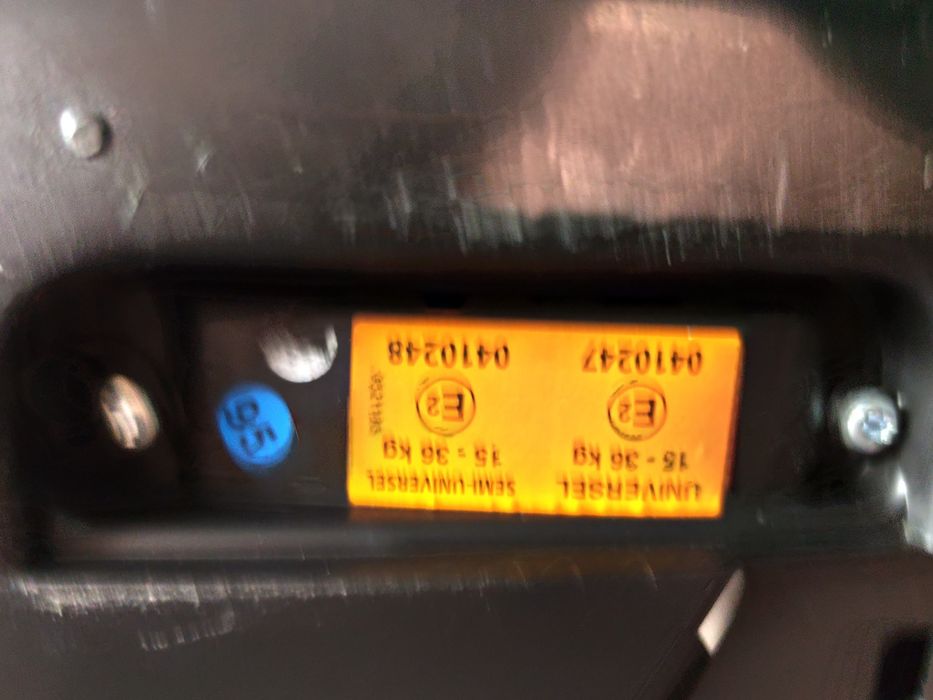 UNIVERSEL
15 - 36 kg
E2
0410247
SEMI-UNIVERSEL
15 - 36 kg
E2
0410248